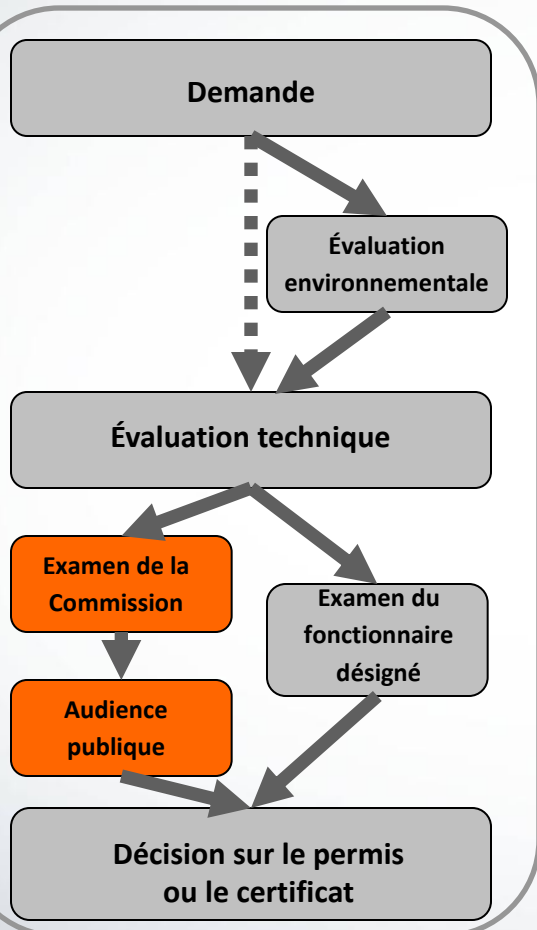 Demande
Évaluation
environnementale
Évaluation technique
Examen de la
Commission
Examen du
fonctionnaire
désigné
Audience
publique
Décision sur le permis
ou le certificat